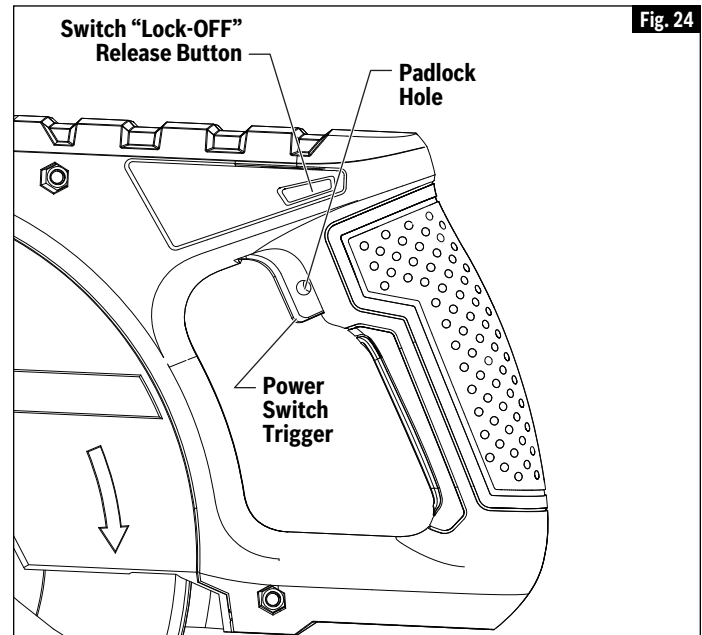 Fig. 24
Switch “Lock-OFF”
Release Button
Padlock
Hole
Power
Switch
Trigger